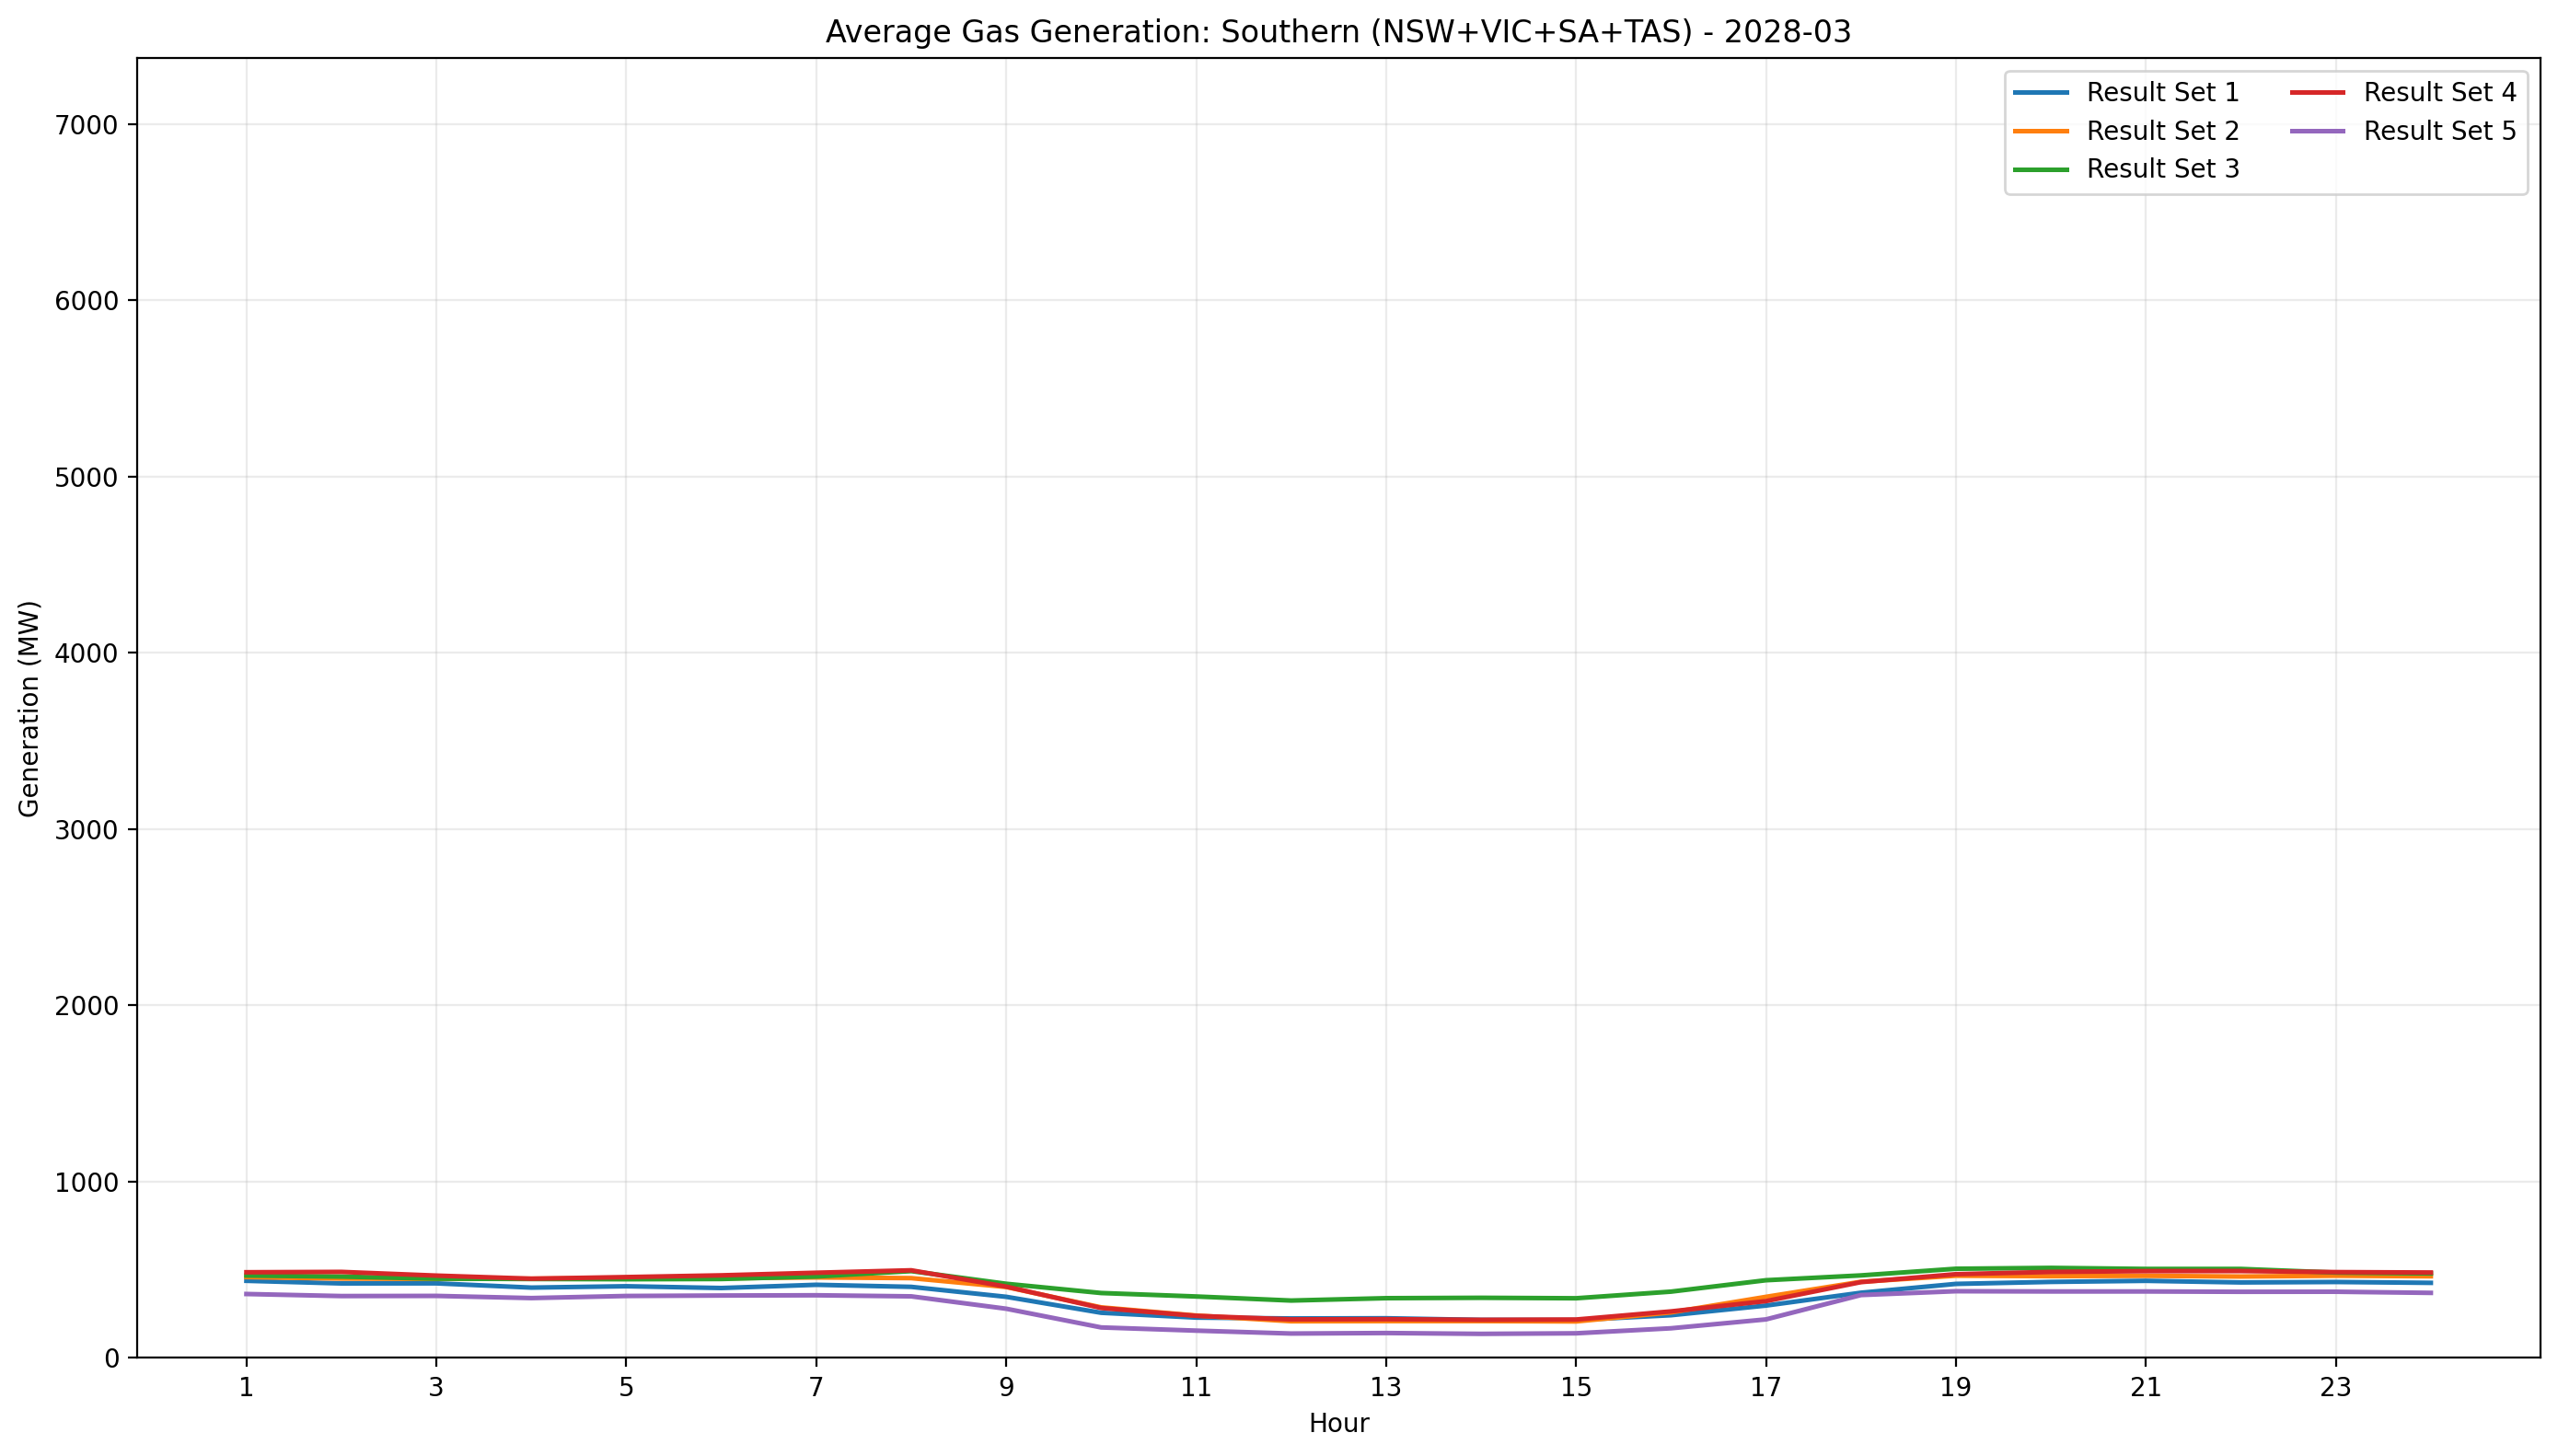 Average Gas Generation: Southern (NSW+VIC+SA+TAS) - 2028-03
Result Set 1
Result Set 2
Result Set 3
Result Set 4
Result Set 5
Generation (MW)
7000
6000
5000
4000
3000
2000
1000
0
1 3 5 7 9 11 13 15 17 19 21 23
Hour